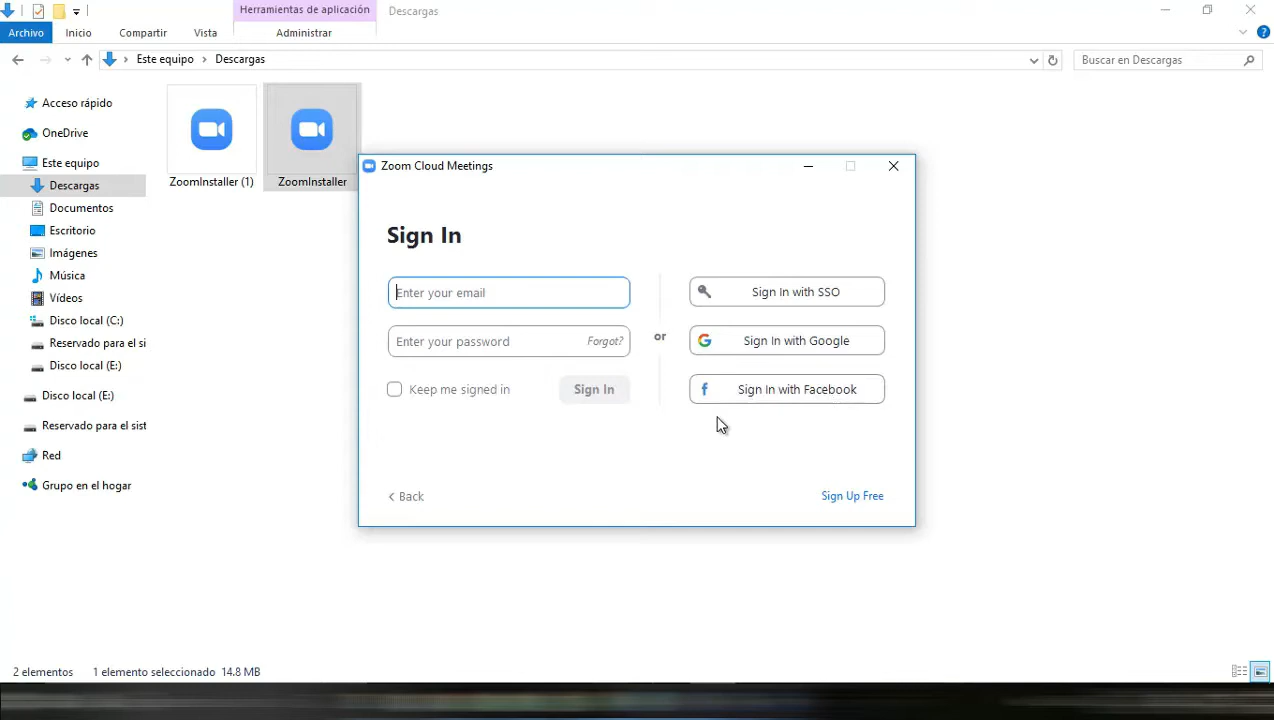 Herramientas de aplicación
Descargas
Archivo
Inicio
Compartir
Vista
Administrar
Este equipo
Descargas
Buscar en Descargas
Acceso rápido
OneDrive
Este equipo
Descargas
Documentos
Escritorio
Imágenes
Música
Vídeos
Disco local (C:)
Reservado para el si
Disco local (E:)
Disco local (E:)
Reservado para el sist
Red
Grupo en el hogar
ZoomInstaller (1)
ZoomInstaller
Zoom Cloud Meetings
Sign In
Enter your email
Enter your password
Forgot?
Keep me signed in
Sign In
or
Sign In with SSO
Sign In with Google
Sign In with Facebook
Back
Sign Up Free
2 elementos
1 elemento seleccionado 14.8 MB